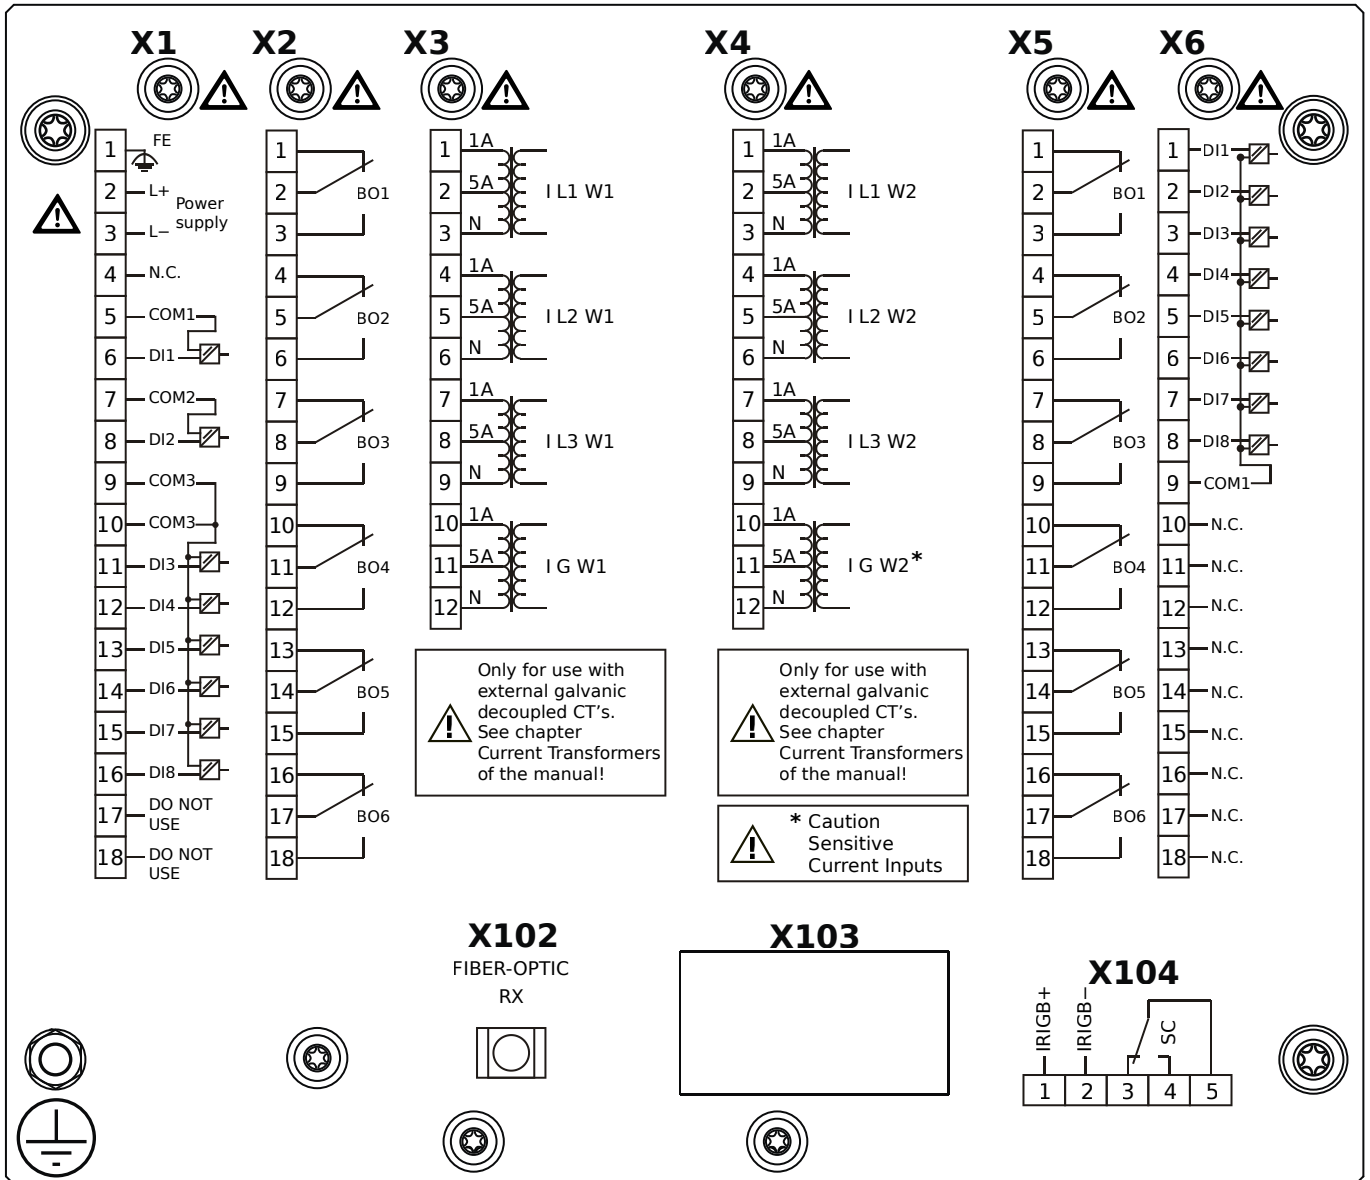 X1 X2 X3 X4 X5 X6
1 FE
2 L+
Power
supply
3 L−
4 N.C.
5 COM1
6 DI1
7 COM2
8 DI2
9 COM3
10 COM3
11 DI3
12 DI4
13 DI5
14 DI6
15 DI7
16 DI8
17 DO NOT
USE
18 DO NOT
USE
1
2 BO1
3
4
5 BO2
6
7
8 BO3
9
10
11 BO4
12
13
14 BO5
15
16
17 BO6
18
1 1A
2 5A I L1 W1
3 N
4 1A
5 5A I L2 W1
6 N
7 1A
8 5A I L3 W1
9 N
10 1A
11 5A I G W1
12 N
Only for use with
external galvanic
decoupled CT's.
See chapter
Current Transformers
of the manual!
1 1A
2 5A I L1 W2
3 N
4 1A
5 5A I L2 W2
6 N
7 1A
8 5A I L3 W2
9 N
10 1A
11 5A I G W2*
12 N
Only for use with
external galvanic
decoupled CT's.
See chapter
Current Transformers
of the manual!
* Caution
Sensitive
Current Inputs
1
2 BO1
3
4
5 BO2
6
7
8 BO3
9
10
11 BO4
12
13
14 BO5
15
16
17 BO6
18
1 DI1
2 DI2
3 DI3
4 DI4
5 DI5
6 DI6
7 DI7
8 DI8
9 COM1
10 N.C.
11 N.C.
12 N.C.
13 N.C.
14 N.C.
15 N.C.
16 N.C.
17 N.C.
18 N.C.
X102
FIBER-OPTIC
RX
X103
X104
IRIGB+
IRIGB−
SC
1 2 3 4 5